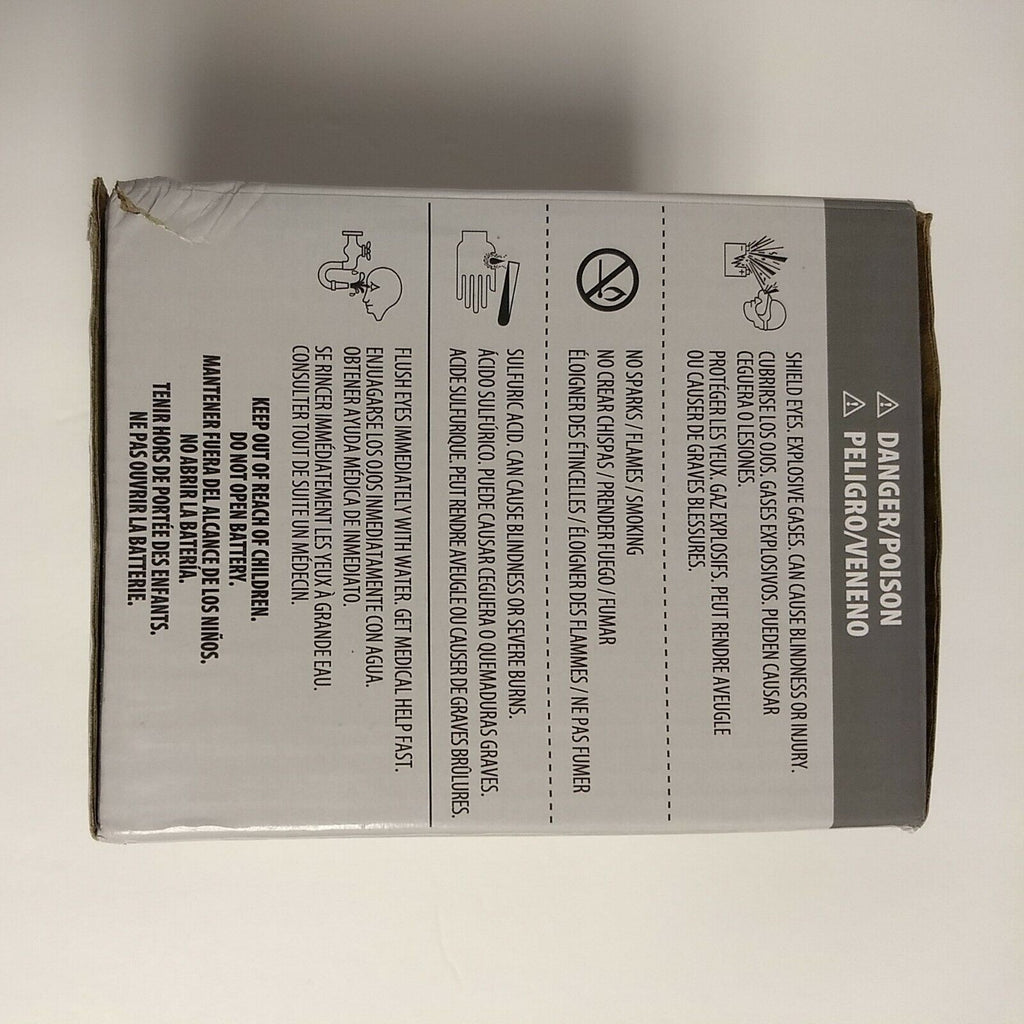 ⚠ DANGER/POISON
⚠ PELIGRO/VENENO
SHIELD EYES. EXPLOSIVE GASES. CAN CAUSE BLINDNESS OR INJURY.
CUBRIRSE LOS OJOS. GASES EXPLOSIVOS. PUEDEN CAUSAR
CEGUERA O LESIONES.
PROTÉGER LES YEUX. GAZ EXPLOSIFS. PEUT RENDRE AVEUGLE
OU CAUSER DE GRAVES BLESSURES.
NO SPARKS / FLAMES / SMOKING
NO CREAR CHISPAS / PRENDER FUEGO / FUMAR
ÉLOIGNER DES ÉTINCELLES / ÉLOIGNER DES FLAMMES / NE PAS FUMER
SULFURIC ACID. CAN CAUSE BLINDNESS OR SEVERE BURNS.
ÁCIDO SULFÚRICO. PUEDE CAUSAR CEGUERA O QUEMADURAS GRAVES.
ACIDE SULFURIQUE. PEUT RENDRE AVEUGLE OU CAUSER DE GRAVES BRÛLURES.
FLUSH EYES IMMEDIATELY WITH WATER. GET MEDICAL HELP FAST.
ENJUAGARSE LOS OJOS INMEDIATAMENTE CON AGUA.
OBTENER AYUDA MÉDICA DE INMEDIATO.
SE RINCER IMMÉDIATEMENT LES YEUX À GRANDE EAU.
CONSULTER TOUT DE SUITE UN MÉDECIN.
KEEP OUT OF REACH OF CHILDREN.
DO NOT OPEN BATTERY.
MANTENER FUERA DEL ALCANCE DE LOS NIÑOS.
NO ABRIR LA BATERÍA.
TENIR HORS DE PORTÉE DES ENFANTS.
NE PAS OUVRIR LA BATTERIE.